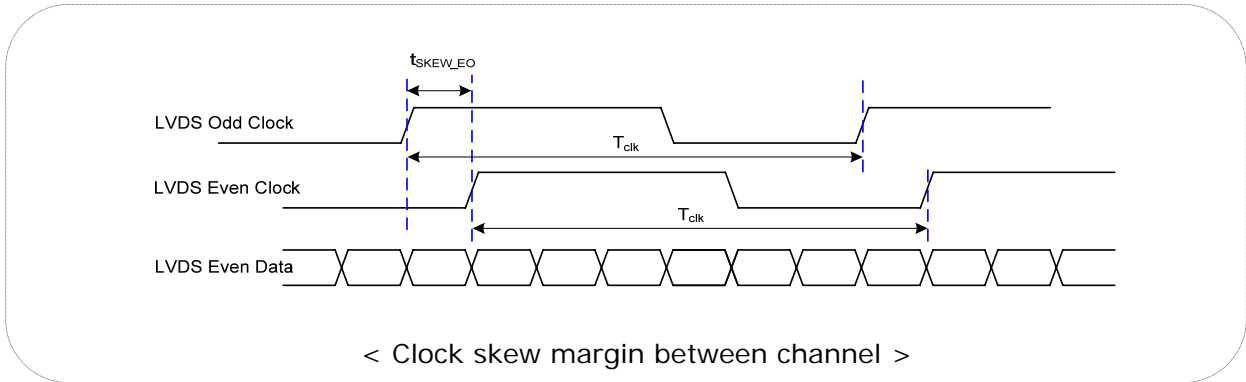 tSKEW_EO
LVDS Odd Clock
Tclk
LVDS Even Clock
Tclk
LVDS Even Data
< Clock skew margin between channel >